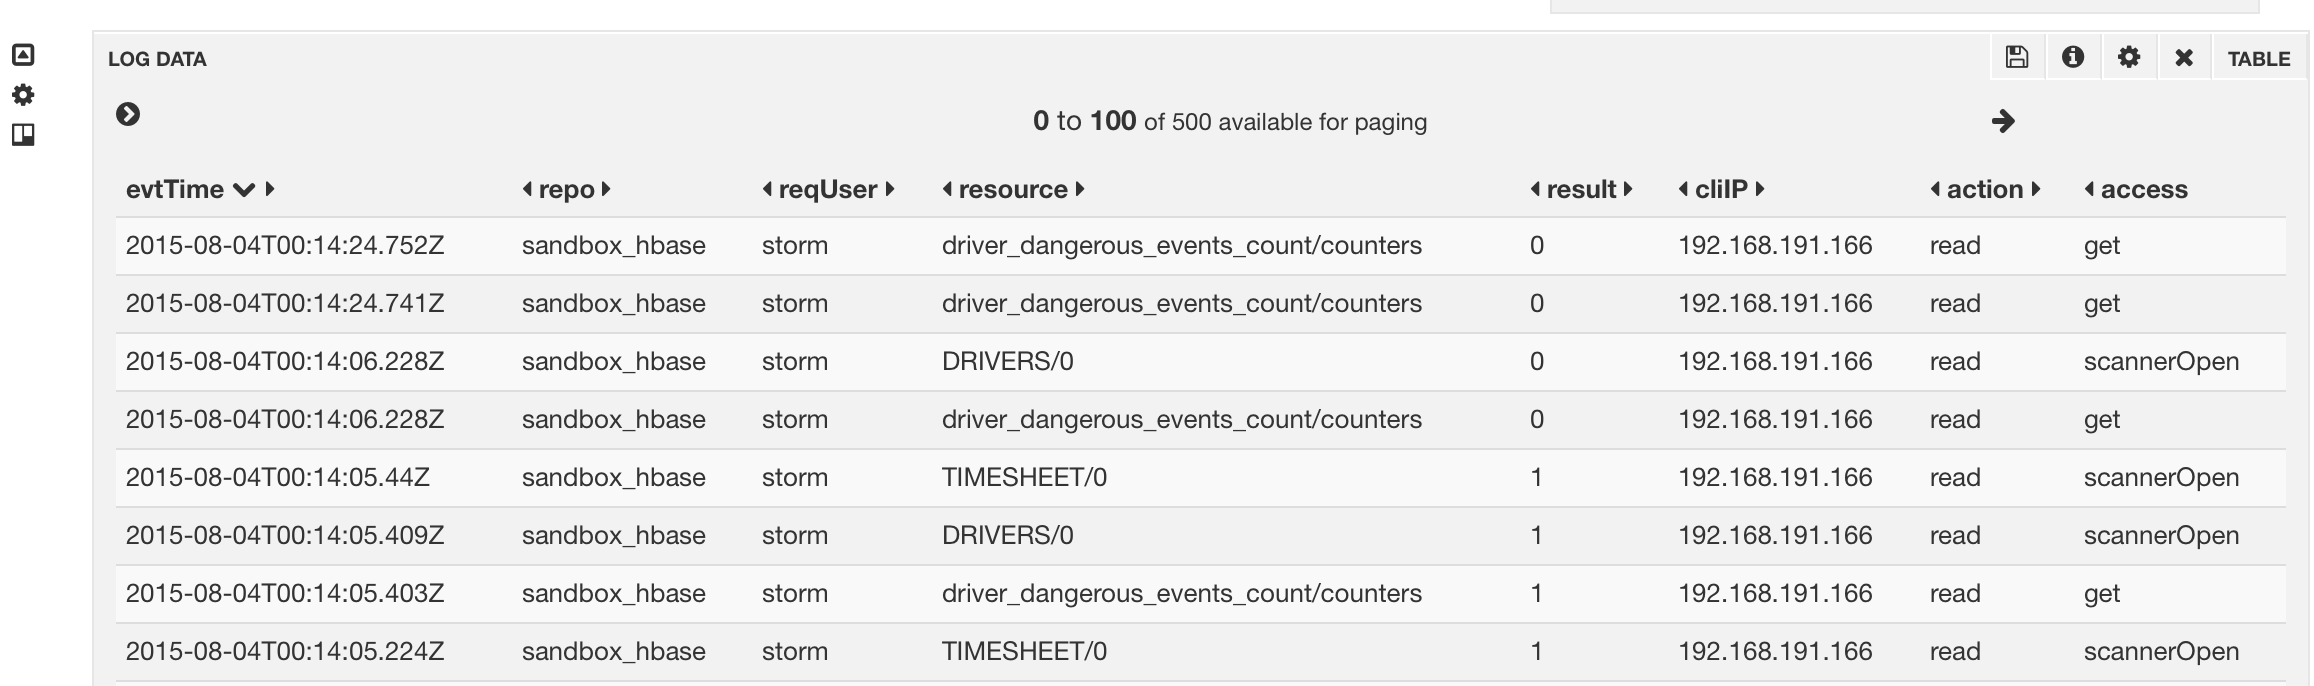 LOG DATA TABLE
0 to 100 of 500 available for paging
evtTime repo reqUser resource result cliIP action access
2015-08-04T00:14:24.752Z sandbox_hbase storm driver_dangerous_events_count/counters 0 192.168.191.166 read get
2015-08-04T00:14:24.741Z sandbox_hbase storm driver_dangerous_events_count/counters 0 192.168.191.166 read get
2015-08-04T00:14:06.228Z sandbox_hbase storm DRIVERS/0 0 192.168.191.166 read scannerOpen
2015-08-04T00:14:06.228Z sandbox_hbase storm driver_dangerous_events_count/counters 0 192.168.191.166 read get
2015-08-04T00:14:05.44Z sandbox_hbase storm TIMESHEET/0 1 192.168.191.166 read scannerOpen
2015-08-04T00:14:05.409Z sandbox_hbase storm DRIVERS/0 1 192.168.191.166 read scannerOpen
2015-08-04T00:14:05.403Z sandbox_hbase storm driver_dangerous_events_count/counters 1 192.168.191.166 read get
2015-08-04T00:14:05.224Z sandbox_hbase storm TIMESHEET/0 1 192.168.191.166 read scannerOpen